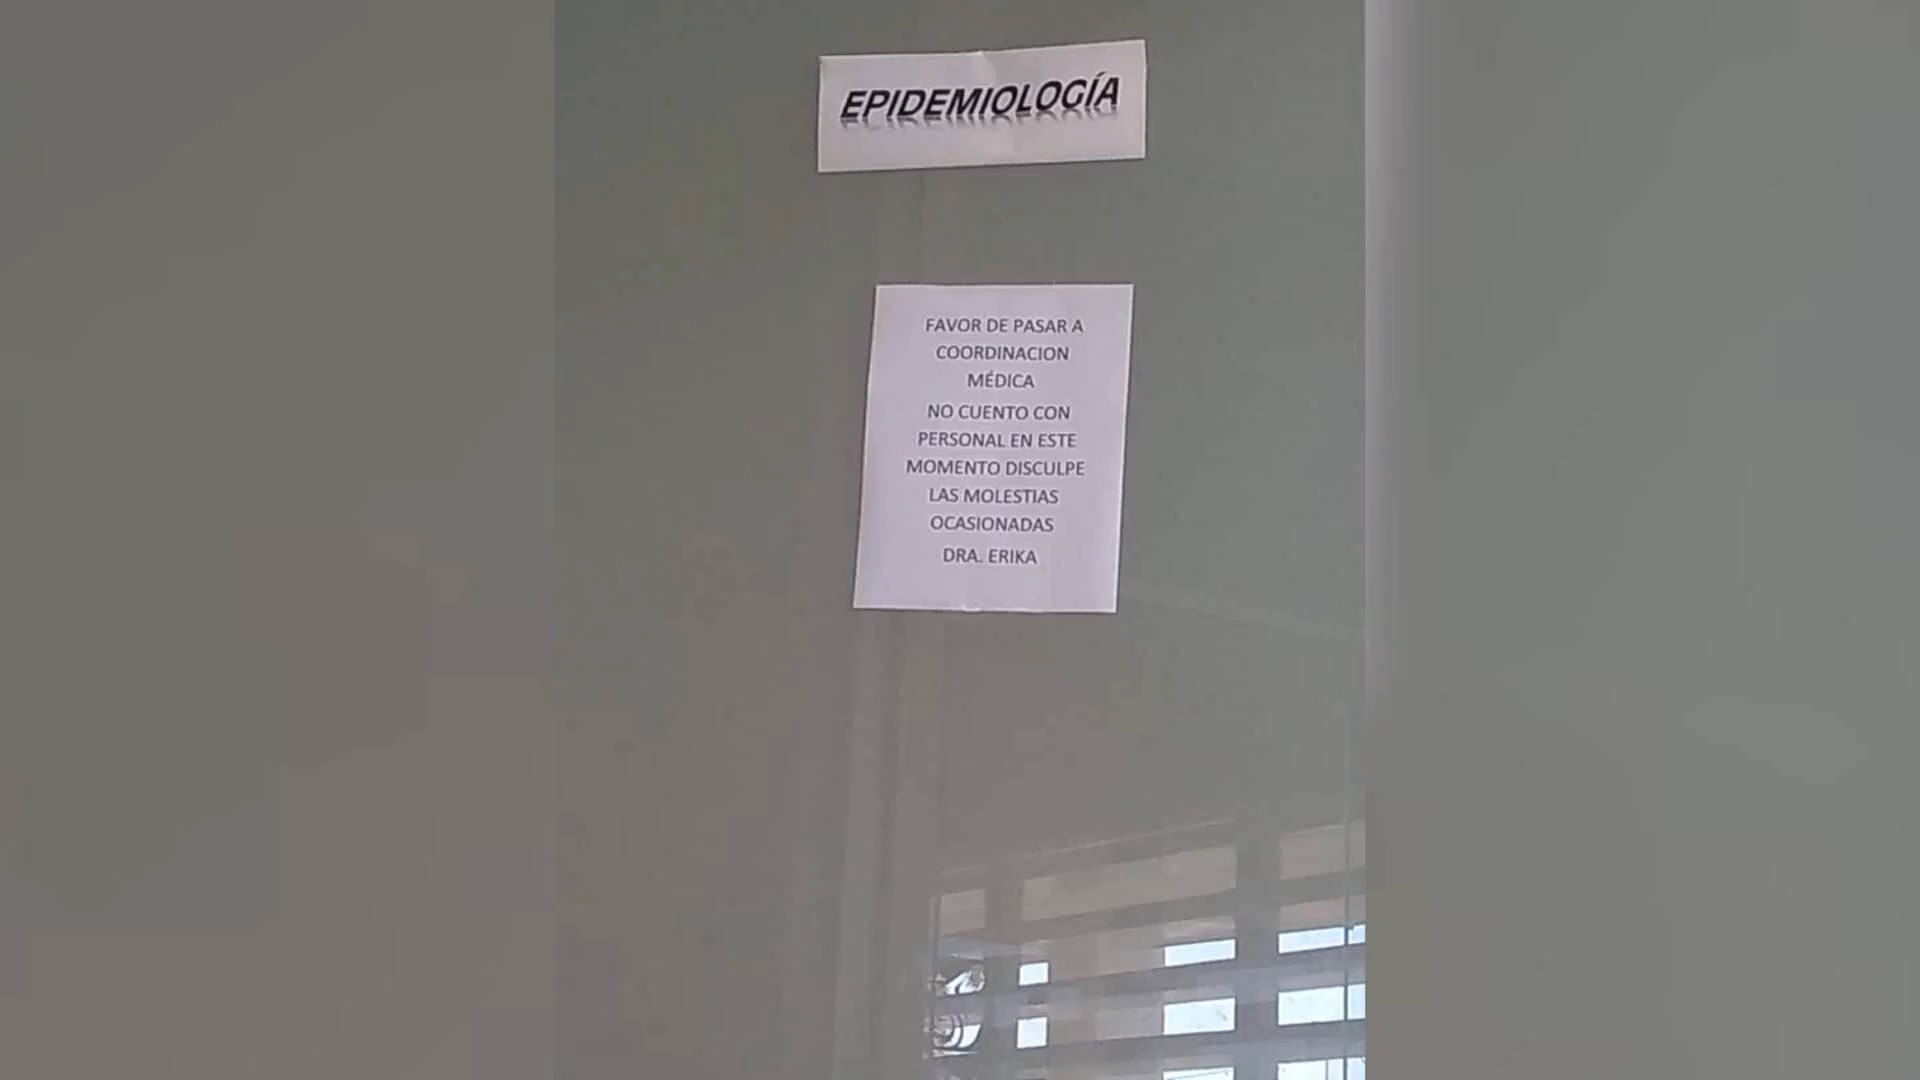 EPIDEMIOLOGÍA
FAVOR DE PASAR A
COORDINACION
MÉDICA
NO CUENTO CON
PERSONAL EN ESTE
MOMENTO DISCULPE
LAS MOLESTIAS
OCASIONADAS
DRA. ERIKA